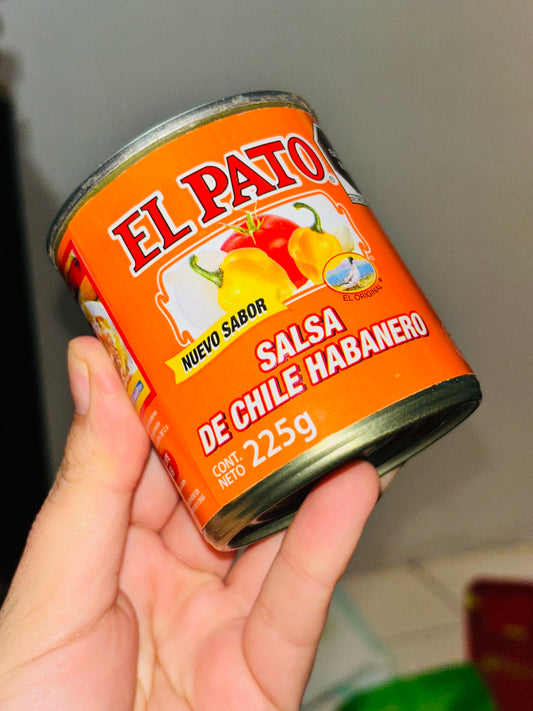 EL PATO®
NUEVO SABOR
EL ORIGINAL
SALSA
DE CHILE HABANERO
CONT.
NETO 225g